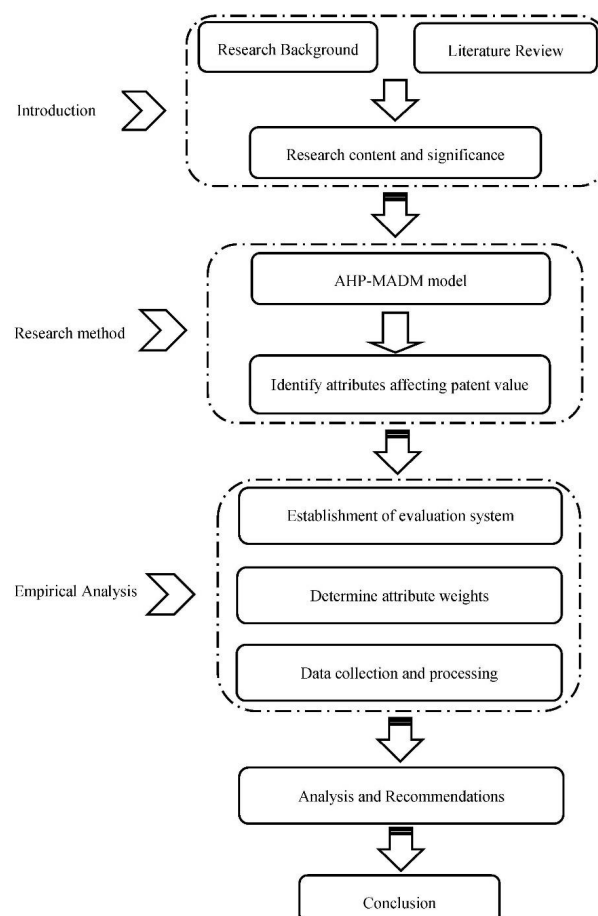 Research Background
Literature Review
Introduction
Research content and significance
AHP-MADM model
Research method
Identify attributes affecting patent value
Establishment of evaluation system
Empirical Analysis
Determine attribute weights
Data collection and processing
Analysis and Recommendations
Conclusion